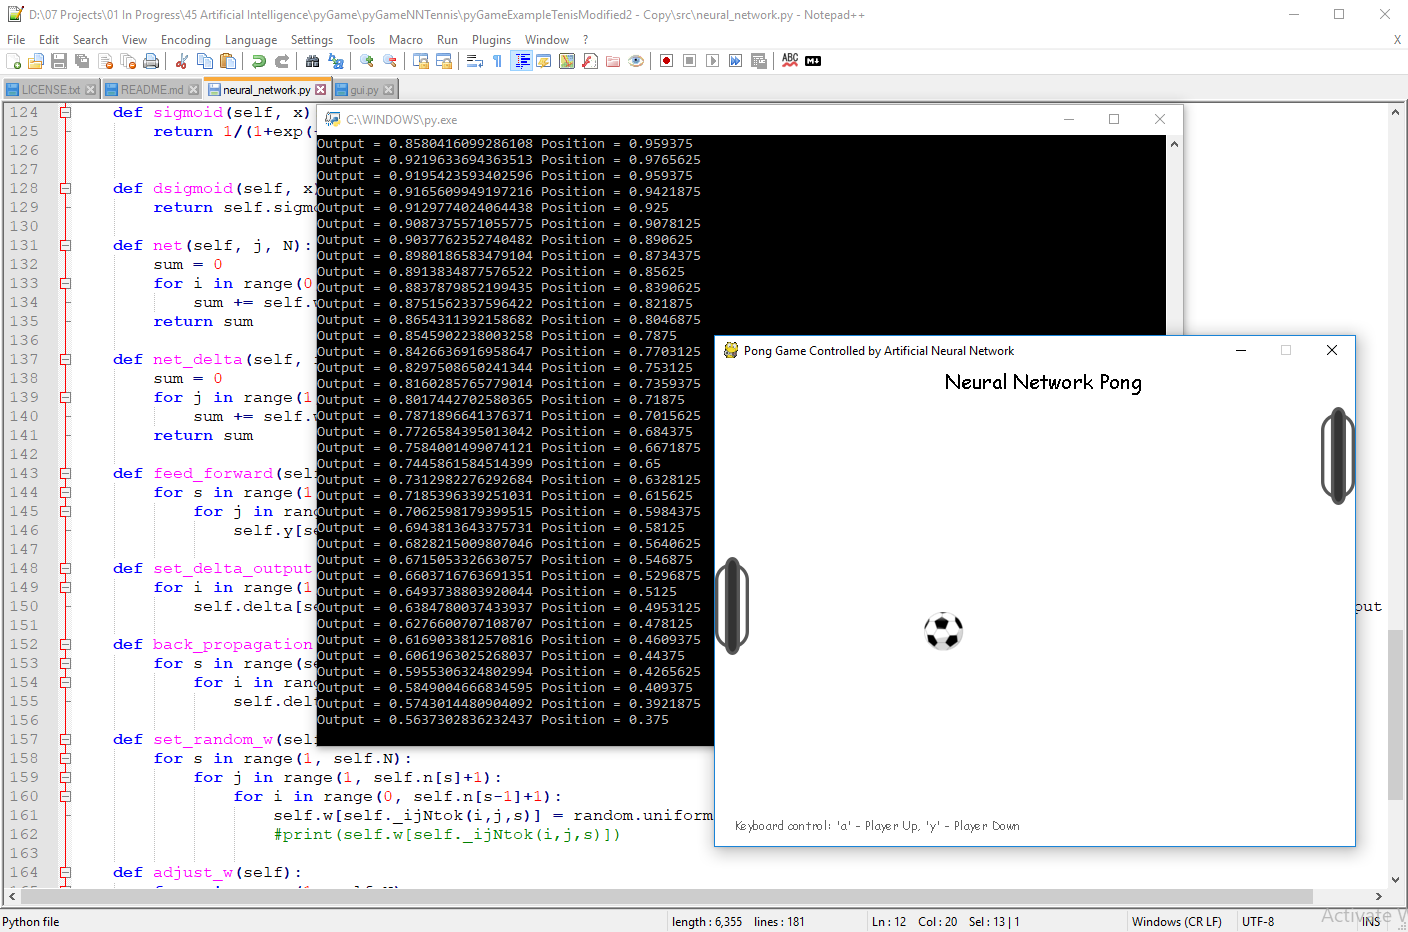 D:\07 Projects\01 In Progress\45 Artificial Intelligence\pyGame\pyGameNNTennis\pyGameExampleTenisModified2 - Copy\src\neural_network.py - Notepad++
File Edit Search View Encoding Language Settings Tools Macro Run Plugins Window ? X
ABC
LICENSE.txt README.md neural_network.py gui.py
124 def sigmoid(self, x)
125 return 1/(1+exp(-
126
127
128 def dsigmoid(self, x)
129 return self.sigm
130
131 def net(self, j, N):
132 sum = 0
133 for i in range(0
134 sum += self.w
135 return sum
136
137 def net_delta(self,
138 sum = 0
139 for j in range(1
140 sum += self.w
141 return sum
142
143 def feed_forward(sel
144 for s in range(1
145 for j in ran
146 self.y[se
147
148 def set_delta_output
149 for i in range(1
150 self.delta[se put
151
152 def back_propagation
153 for s in range(se
154 for i in ran
155 self.del
156
157 def set_random_w(sel
158 for s in range(1, self.N):
159 for j in range(1, self.n[s]+1):
160 for i in range(0, self.n[s-1]+1):
161 self.w[self._ijNtok(i,j,s)] = random.uniform
162 #print(self.w[self._ijNtok(i,j,s)])
163
164 def adjust_w(self):
C:\WINDOWS\py.exe
Output = 0.8580416099286108 Position = 0.959375
Output = 0.9219633694363513 Position = 0.9765625
Output = 0.9195423593402596 Position = 0.959375
Output = 0.9165609949197216 Position = 0.9421875
Output = 0.9129774024064438 Position = 0.925
Output = 0.9087375571055775 Position = 0.9078125
Output = 0.9037762352740482 Position = 0.890625
Output = 0.8980186583479104 Position = 0.8734375
Output = 0.8913834877576522 Position = 0.85625
Output = 0.8837879852199435 Position = 0.8390625
Output = 0.8751562337596422 Position = 0.821875
Output = 0.8654311392158682 Position = 0.8046875
Output = 0.8545902238003258 Position = 0.7875
Output = 0.8426636916958647 Position = 0.7703125
Output = 0.8297508650241344 Position = 0.753125
Output = 0.8160285765779014 Position = 0.7359375
Output = 0.8017442702580365 Position = 0.71875
Output = 0.7871896641376371 Position = 0.7015625
Output = 0.7726584395013042 Position = 0.684375
Output = 0.7584001499074121 Position = 0.6671875
Output = 0.7445861584514399 Position = 0.65
Output = 0.7312982276292684 Position = 0.6328125
Output = 0.7185396339251031 Position = 0.615625
Output = 0.7062598179399515 Position = 0.5984375
Output = 0.6943813643375731 Position = 0.58125
Output = 0.6828215009807046 Position = 0.5640625
Output = 0.6715053326630757 Position = 0.546875
Output = 0.6603716763691351 Position = 0.5296875
Output = 0.6493738803920044 Position = 0.5125
Output = 0.6384780037433937 Position = 0.4953125
Output = 0.6276600707108707 Position = 0.478125
Output = 0.6169033812570816 Position = 0.4609375
Output = 0.6061963025268037 Position = 0.44375
Output = 0.5955306324802994 Position = 0.4265625
Output = 0.5849004666834595 Position = 0.409375
Output = 0.5743014480904092 Position = 0.3921875
Output = 0.5637302836232437 Position = 0.375
Pong Game Controlled by Artificial Neural Network
Neural Network Pong
Keyboard control: 'a' - Player Up, 'y' - Player Down
Python file length : 6,355 lines : 181 Ln : 12 Col : 20 Sel : 13 | 1 Windows (CR LF) UTF-8 INS
Activate